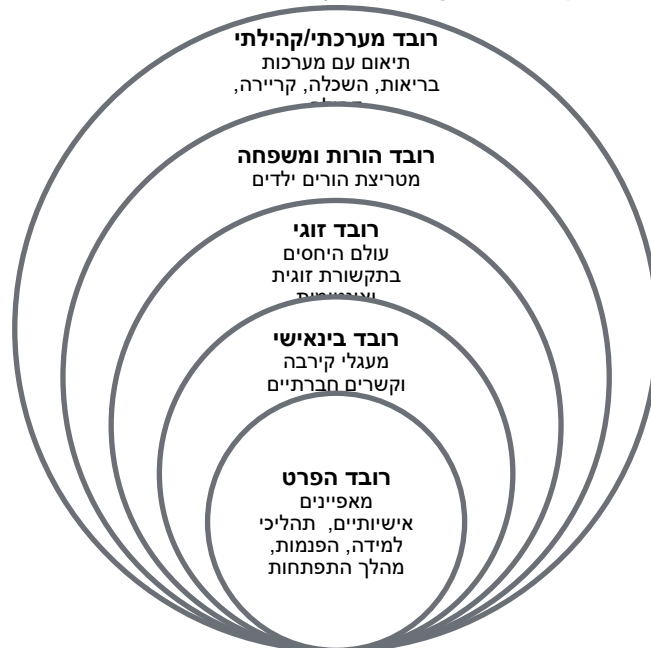 רובד מערכתי/קהילתי
תיאום עם מערכות
בריאות, השכלה, קריירה,
רובד הורות ומשפחה
מטריצת הורים ילדים
רובד זוגי
עולם היחסים
בתקשורת זוגית
רובד בינאישי
מעגלי קירבה
וקשרים חברתיים
רובד הפרט
מאפיינים
אישיותיים, תהליכי
למידה, הפנמות,
מהלך התפתחות